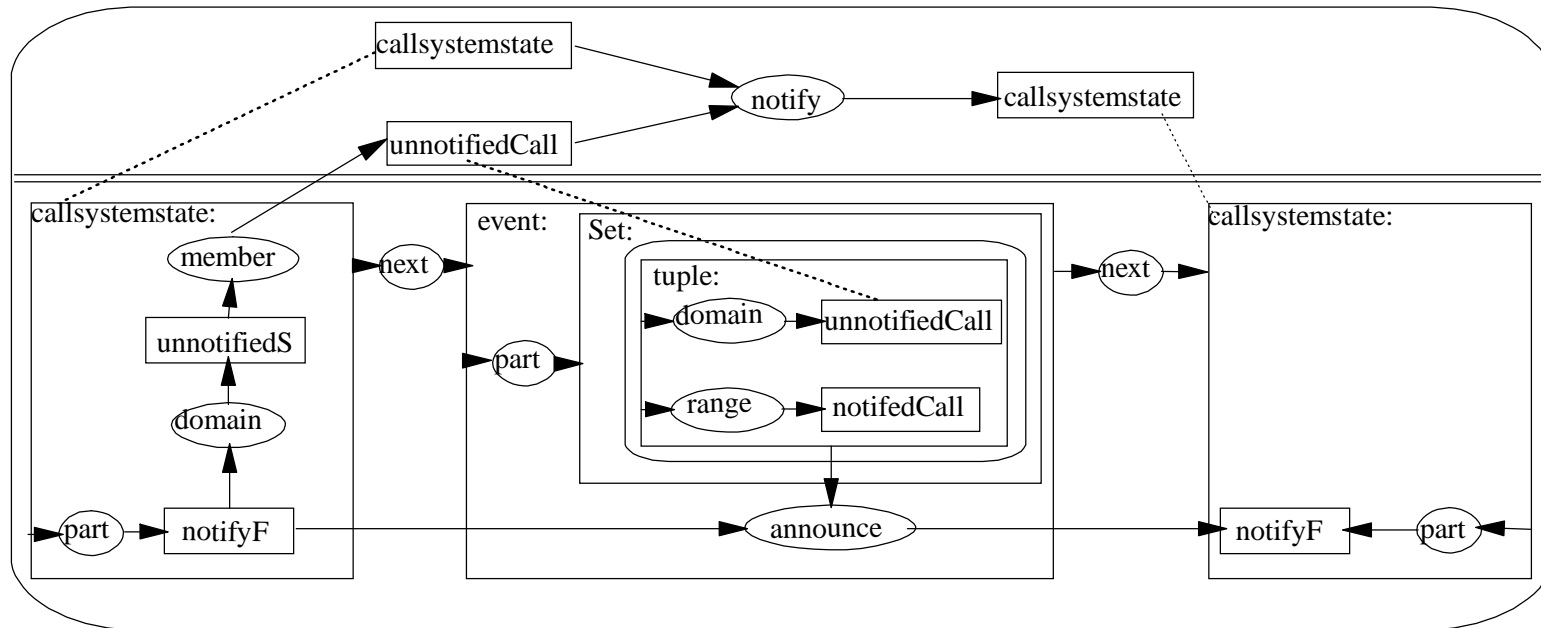 callsystemstate
notify
callsystemstate
unnotifiedCall
callsystemstate:
event:
Set:
callsystemstate:
member
next
tuple:
next
domain
unnotifiedCall
unnotifiedS
part
range
notifedCall
domain
part
notifyF
announce
notifyF
part